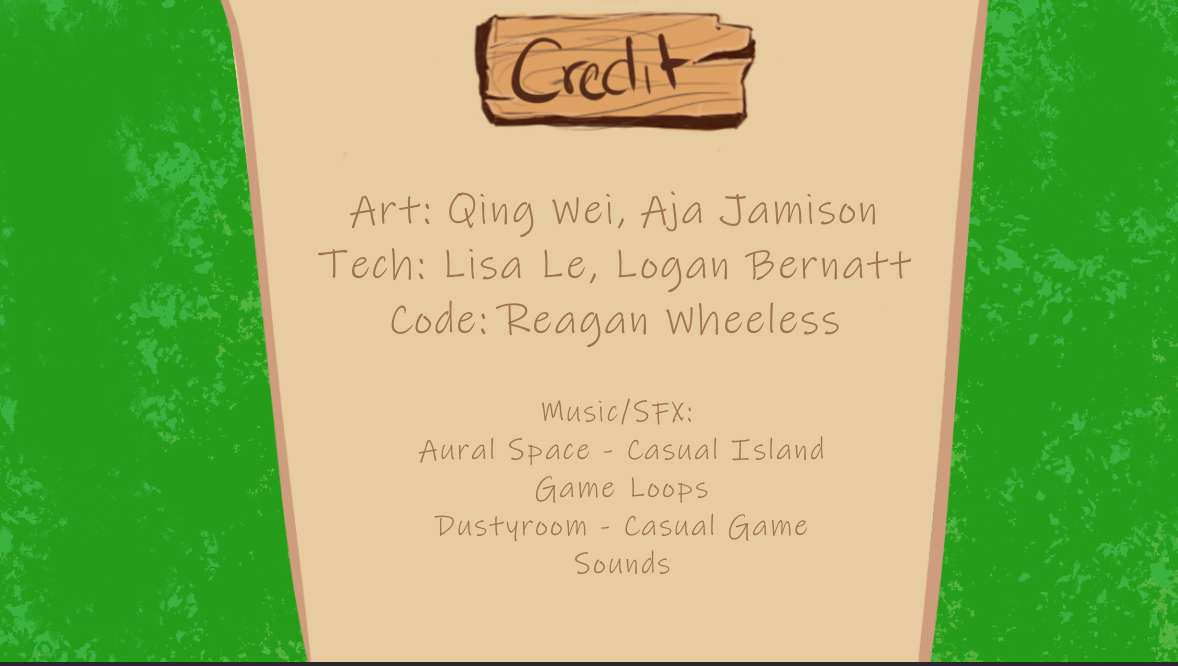 Credit
Art: Qing Wei, Aja Jamison
Tech: Lisa Le, Logan Bernatt
Code: Reagan Wheeless
Music/SFX:
Aural Space - Casual Island
Game Loops
Dustyroom - Casual Game
Sounds